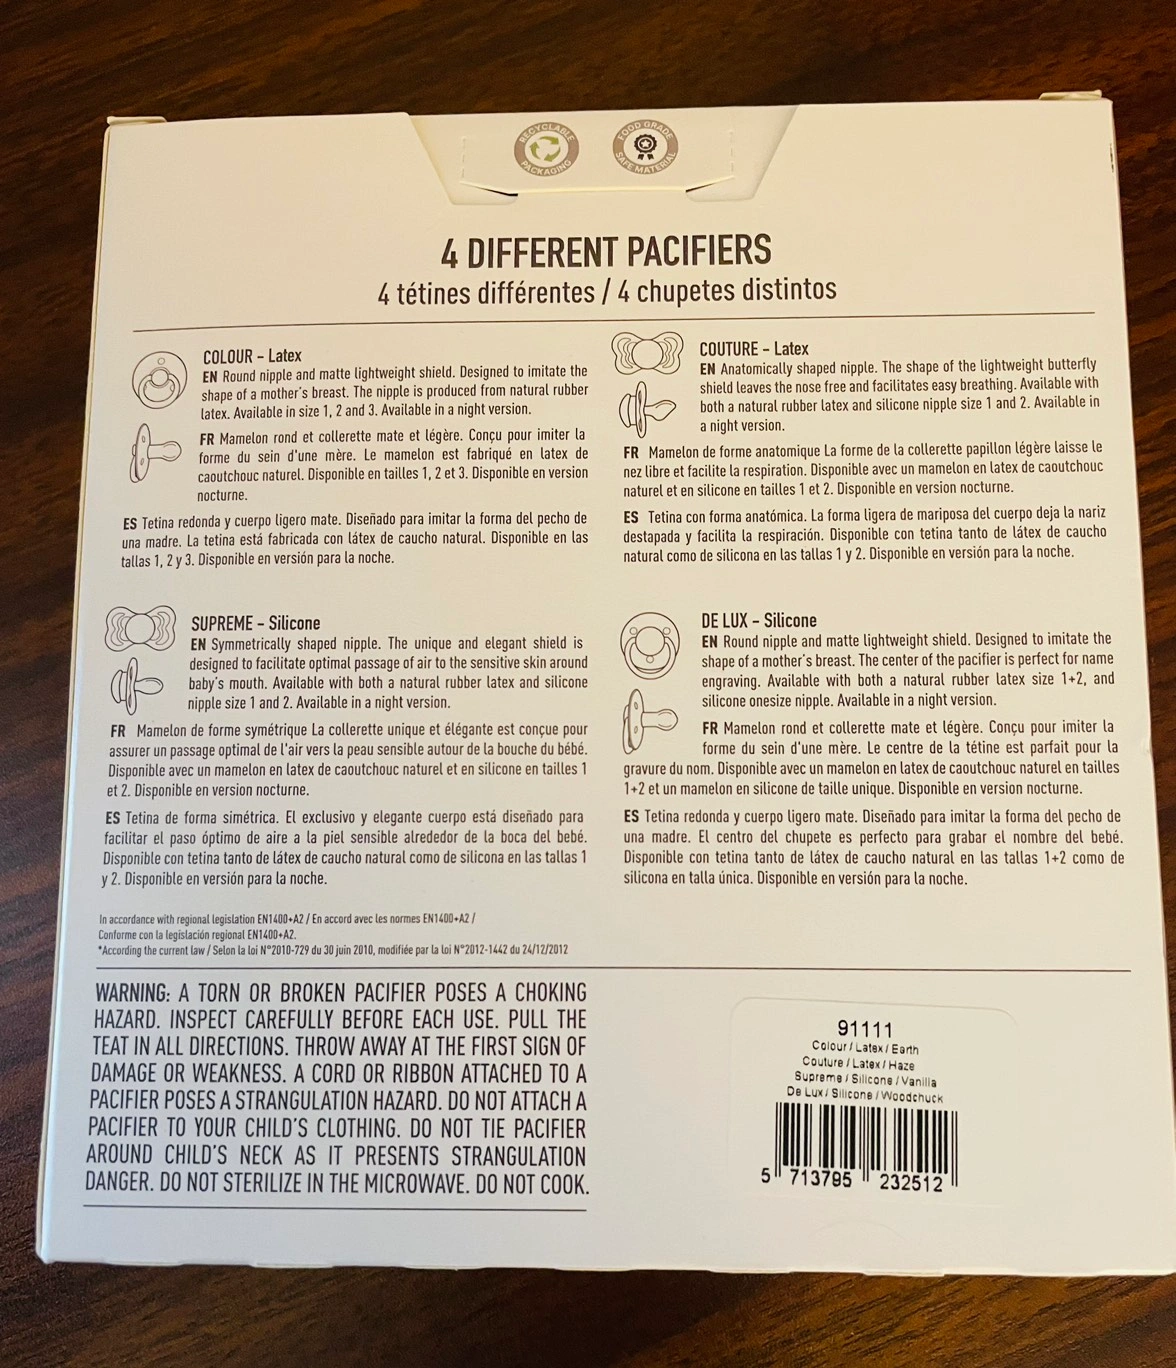 RECYCLABLE PACKAGING
FOOD GRADE SAFE MATERIAL
4 DIFFERENT PACIFIERS
4 tétines différentes / 4 chupetes distintos
COLOUR – Latex
EN Round nipple and matte lightweight shield. Designed to imitate the
shape of a mother's breast. The nipple is produced from natural rubber
latex. Available in size 1, 2 and 3. Available in a night version.
FR Mamelon rond et collerette mate et légère. Conçu pour imiter la
forme du sein d'une mère. Le mamelon est fabriqué en latex de
caoutchouc naturel. Disponible en tailles 1, 2 et 3. Disponible en version
nocturne.
ES Tetina redonda y cuerpo ligero mate. Diseñado para imitar la forma del pecho de
una madre. La tetina está fabricada con látex de caucho natural. Disponible en las
tallas 1, 2 y 3. Disponible en versión para la noche.
COUTURE – Latex
EN Anatomically shaped nipple. The shape of the lightweight butterfly
shield leaves the nose free and facilitates easy breathing. Available with
both a natural rubber latex and silicone nipple size 1 and 2. Available in
a night version.
FR Mamelon de forme anatomique La forme de la collerette papillon légère laisse le
nez libre et facilite la respiration. Disponible avec un mamelon en latex de caoutchouc
naturel et en silicone en tailles 1 et 2. Disponible en version nocturne.
ES Tetina con forma anatómica. La forma ligera de mariposa del cuerpo deja la nariz
destapada y facilita la respiración. Disponible con tetina tanto de látex de caucho
natural como de silicona en las tallas 1 y 2. Disponible en versión para la noche.
SUPREME – Silicone
EN Symmetrically shaped nipple. The unique and elegant shield is
designed to facilitate optimal passage of air to the sensitive skin around
baby's mouth. Available with both a natural rubber latex and silicone
nipple size 1 and 2. Available in a night version.
FR Mamelon de forme symétrique La collerette unique et élégante est conçue pour
assurer un passage optimal de l'air vers la peau sensible autour de la bouche du bébé.
Disponible avec un mamelon en latex de caoutchouc naturel et en silicone en tailles 1
et 2. Disponible en version nocturne.
ES Tetina de forma simétrica. El exclusivo y elegante cuerpo está diseñado para
facilitar el paso óptimo de aire a la piel sensible alrededor de la boca del bebé.
Disponible con tetina tanto de látex de caucho natural como de silicona en las tallas 1
y 2. Disponible en versión para la noche.
DE LUX – Silicone
EN Round nipple and matte lightweight shield. Designed to imitate the
shape of a mother's breast. The center of the pacifier is perfect for name
engraving. Available with both a natural rubber latex size 1+2, and
silicone onesize nipple. Available in a night version.
FR Mamelon rond et collerette mate et légère. Conçu pour imiter la
forme du sein d'une mère. Le centre de la tétine est parfait pour la
gravure du nom. Disponible avec un mamelon en latex de caoutchouc naturel en tailles
1+2 et un mamelon en silicone de taille unique. Disponible en version nocturne.
ES Tetina redonda y cuerpo ligero mate. Diseñado para imitar la forma del pecho de
una madre. El centro del chupete es perfecto para grabar el nombre del bebé.
Disponible con tetina tanto de látex de caucho natural en las tallas 1+2 como de
silicona en talla única. Disponible en versión para la noche.
In accordance with regional legislation EN1400+A2 / En accord avec les normes EN1400+A2 /
Conforme con la legislación regional EN1400+A2.
*According the current law / Selon la loi N°2010-729 du 30 juin 2010, modifiée par la loi N°2012-1442 du 24/12/2012
WARNING: A TORN OR BROKEN PACIFIER POSES A CHOKING
HAZARD. INSPECT CAREFULLY BEFORE EACH USE. PULL THE
TEAT IN ALL DIRECTIONS. THROW AWAY AT THE FIRST SIGN OF
DAMAGE OR WEAKNESS. A CORD OR RIBBON ATTACHED TO A
PACIFIER POSES A STRANGULATION HAZARD. DO NOT ATTACH A
PACIFIER TO YOUR CHILD'S CLOTHING. DO NOT TIE PACIFIER
AROUND CHILD'S NECK AS IT PRESENTS STRANGULATION
DANGER. DO NOT STERILIZE IN THE MICROWAVE. DO NOT COOK.
91111
Colour / Latex / Earth
Couture / Latex / Haze
Supreme / Silicone / Vanilla
De Lux / Silicone / Woodchuck
5 713795 232512